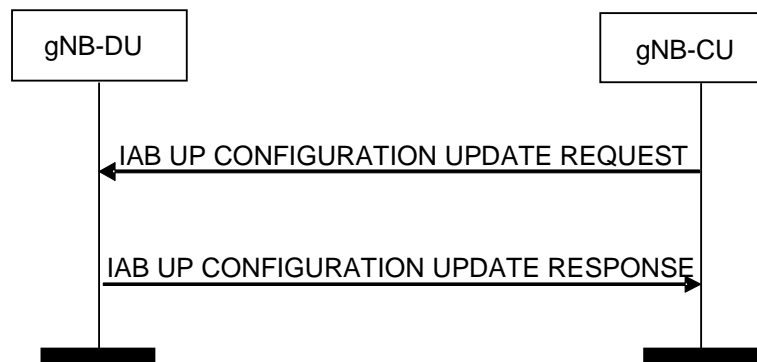 gNB-DU
gNB-CU
IAB UP CONFIGURATION UPDATE REQUEST
IAB UP CONFIGURATION UPDATE RESPONSE